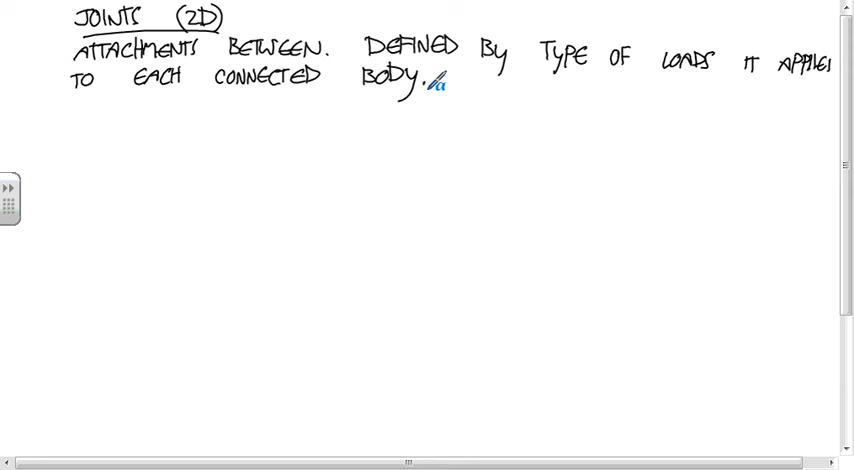 JOINTS (2D)
ATTACHMENTS BETWEEN. DEFINED BY TYPE OF LOADS IT APPLIES
TO EACH CONNECTED BODY.